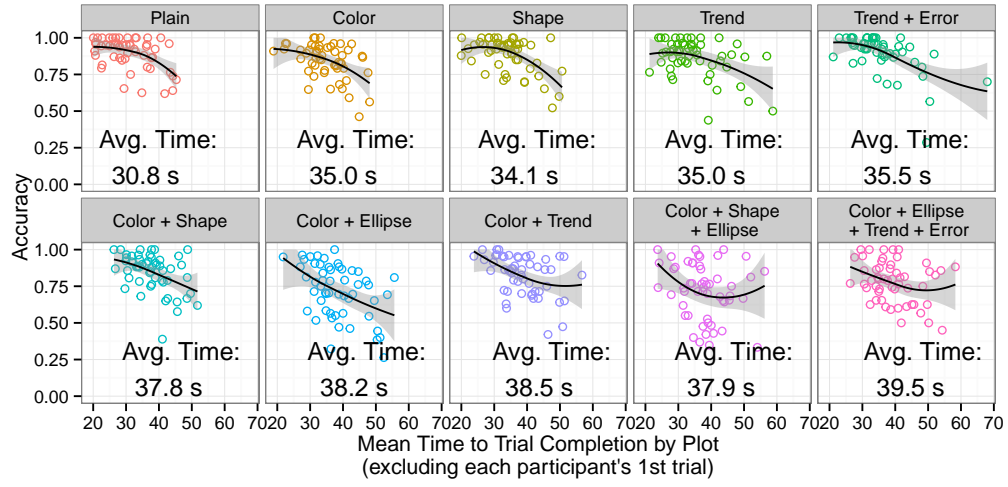 Plain
Color
Shape
Trend
Trend + Error
1.00
0.75
0.50
0.25
0.00
Avg. Time:
30.8 s
Avg. Time:
35.0 s
Avg. Time:
34.1 s
Avg. Time:
35.0 s
Avg. Time:
35.5 s
Accuracy
Color + Shape
Color + Ellipse
Color + Trend
Color + Shape
+ Ellipse
Color + Ellipse
+ Trend + Error
1.00
0.75
0.50
0.25
0.00
Avg. Time:
37.8 s
Avg. Time:
38.2 s
Avg. Time:
38.5 s
Avg. Time:
37.9 s
Avg. Time:
39.5 s
20 30 40 50 60 70
20 30 40 50 60 70
20 30 40 50 60 70
20 30 40 50 60 70
20 30 40 50 60 70
Mean Time to Trial Completion by Plot
(excluding each participant's 1st trial)